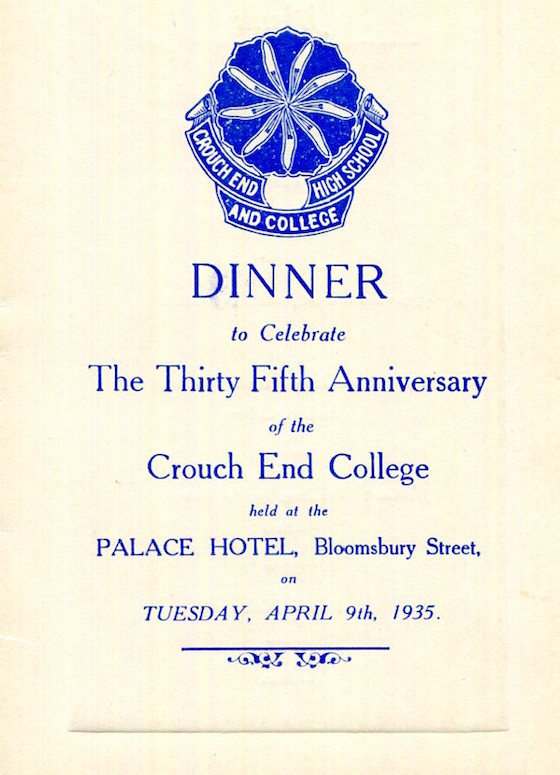 CROUCH END
HIGH SCHOOL
AND COLLEGE
DINNER
to Celebrate
The Thirty Fifth Anniversary
of the
Crouch End College
held at the
PALACE HOTEL, Bloomsbury Street,
on
TUESDAY, APRIL 9th, 1935.